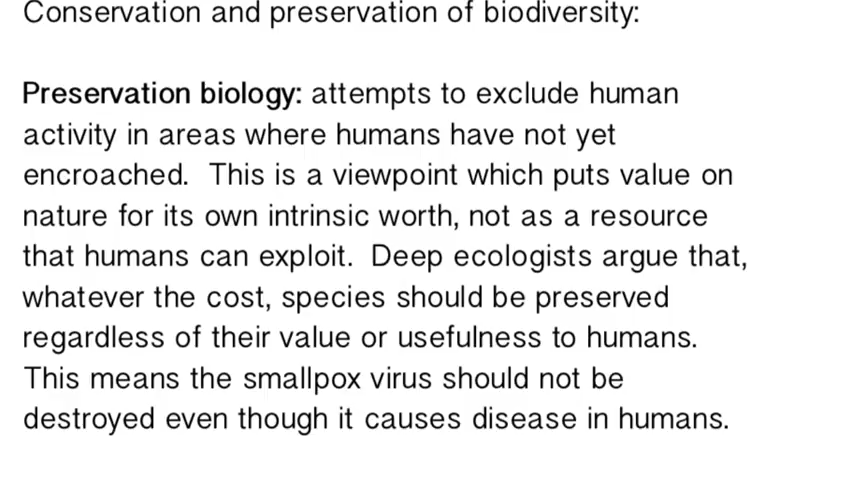 Conservation and preservation of biodiversity:
Preservation biology: attempts to exclude human
activity in areas where humans have not yet
encroached.  This is a viewpoint which puts value on
nature for its own intrinsic worth, not as a resource
that humans can exploit.  Deep ecologists argue that,
whatever the cost, species should be preserved
regardless of their value or usefulness to humans.
This means the smallpox virus should not be
destroyed even though it causes disease in humans.